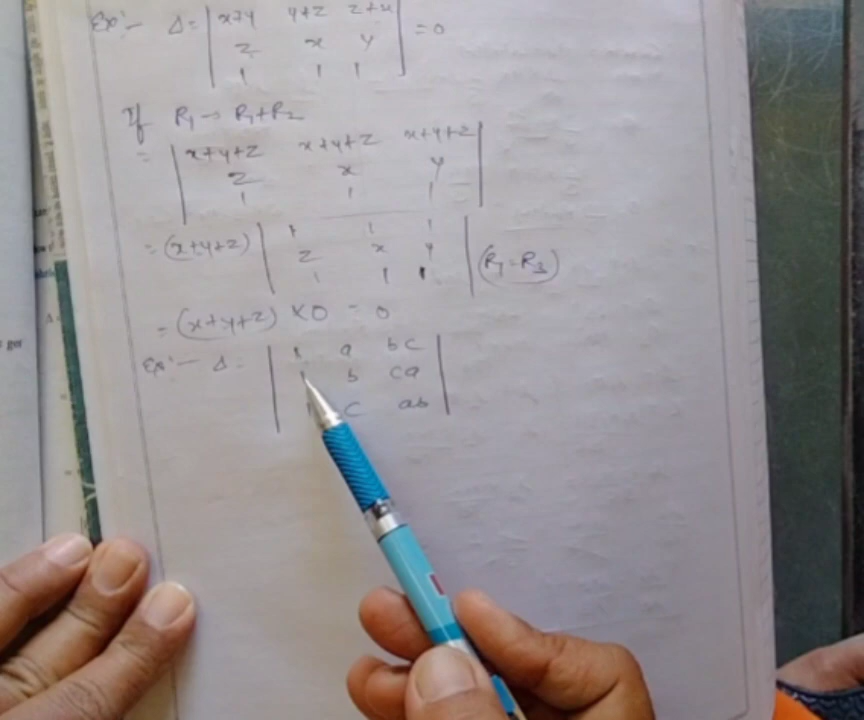 Ex:- Δ = | x+y y+z z+x | = 0
| z x y |
| 1 1 1 |
If R₁ → R₁+R₂
= | x+y+z x+y+z x+y+z |
| z x y |
| 1 1 1 |
= (x+y+z) | 1 1 1 |
| z x y | (R₁=R₃)
| 1 1 1 |
= (x+y+z) × 0 = 0
Ex:- Δ = | 1 a bc |
| 1 b ca |
| 1 c ab |